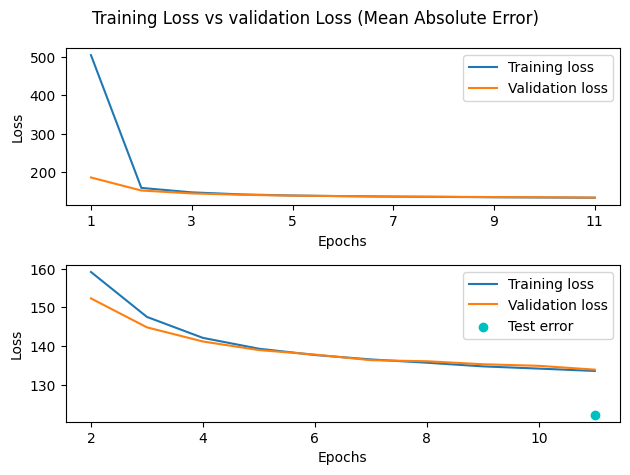 Training Loss vs validation Loss (Mean Absolute Error)
500
400
300
200
Loss
Training loss
Validation loss
1 3 5 7 9 11
Epochs
160
150
140
130
Loss
Training loss
Validation loss
Test error
2 4 6 8 10
Epochs